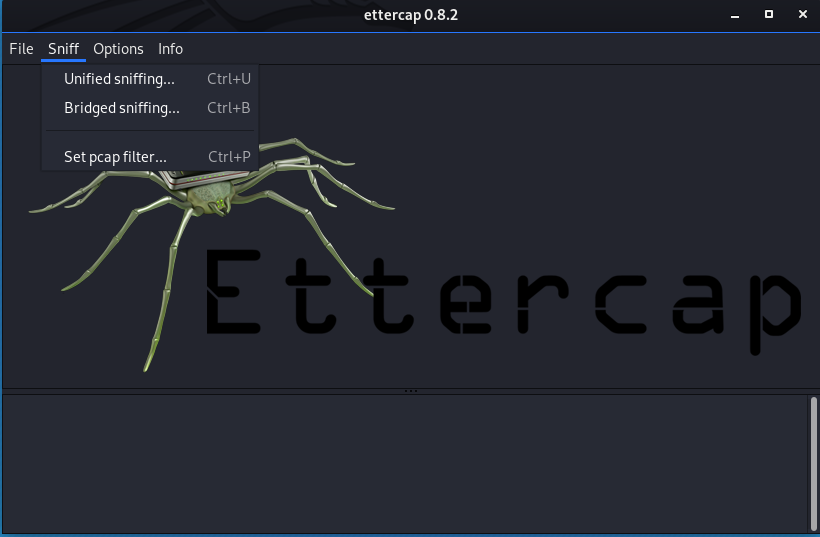 ettercap 0.8.2
File Sniff Options Info
Unified sniffing... Ctrl+U
Bridged sniffing... Ctrl+B
Set pcap filter... Ctrl+P
Ettercap